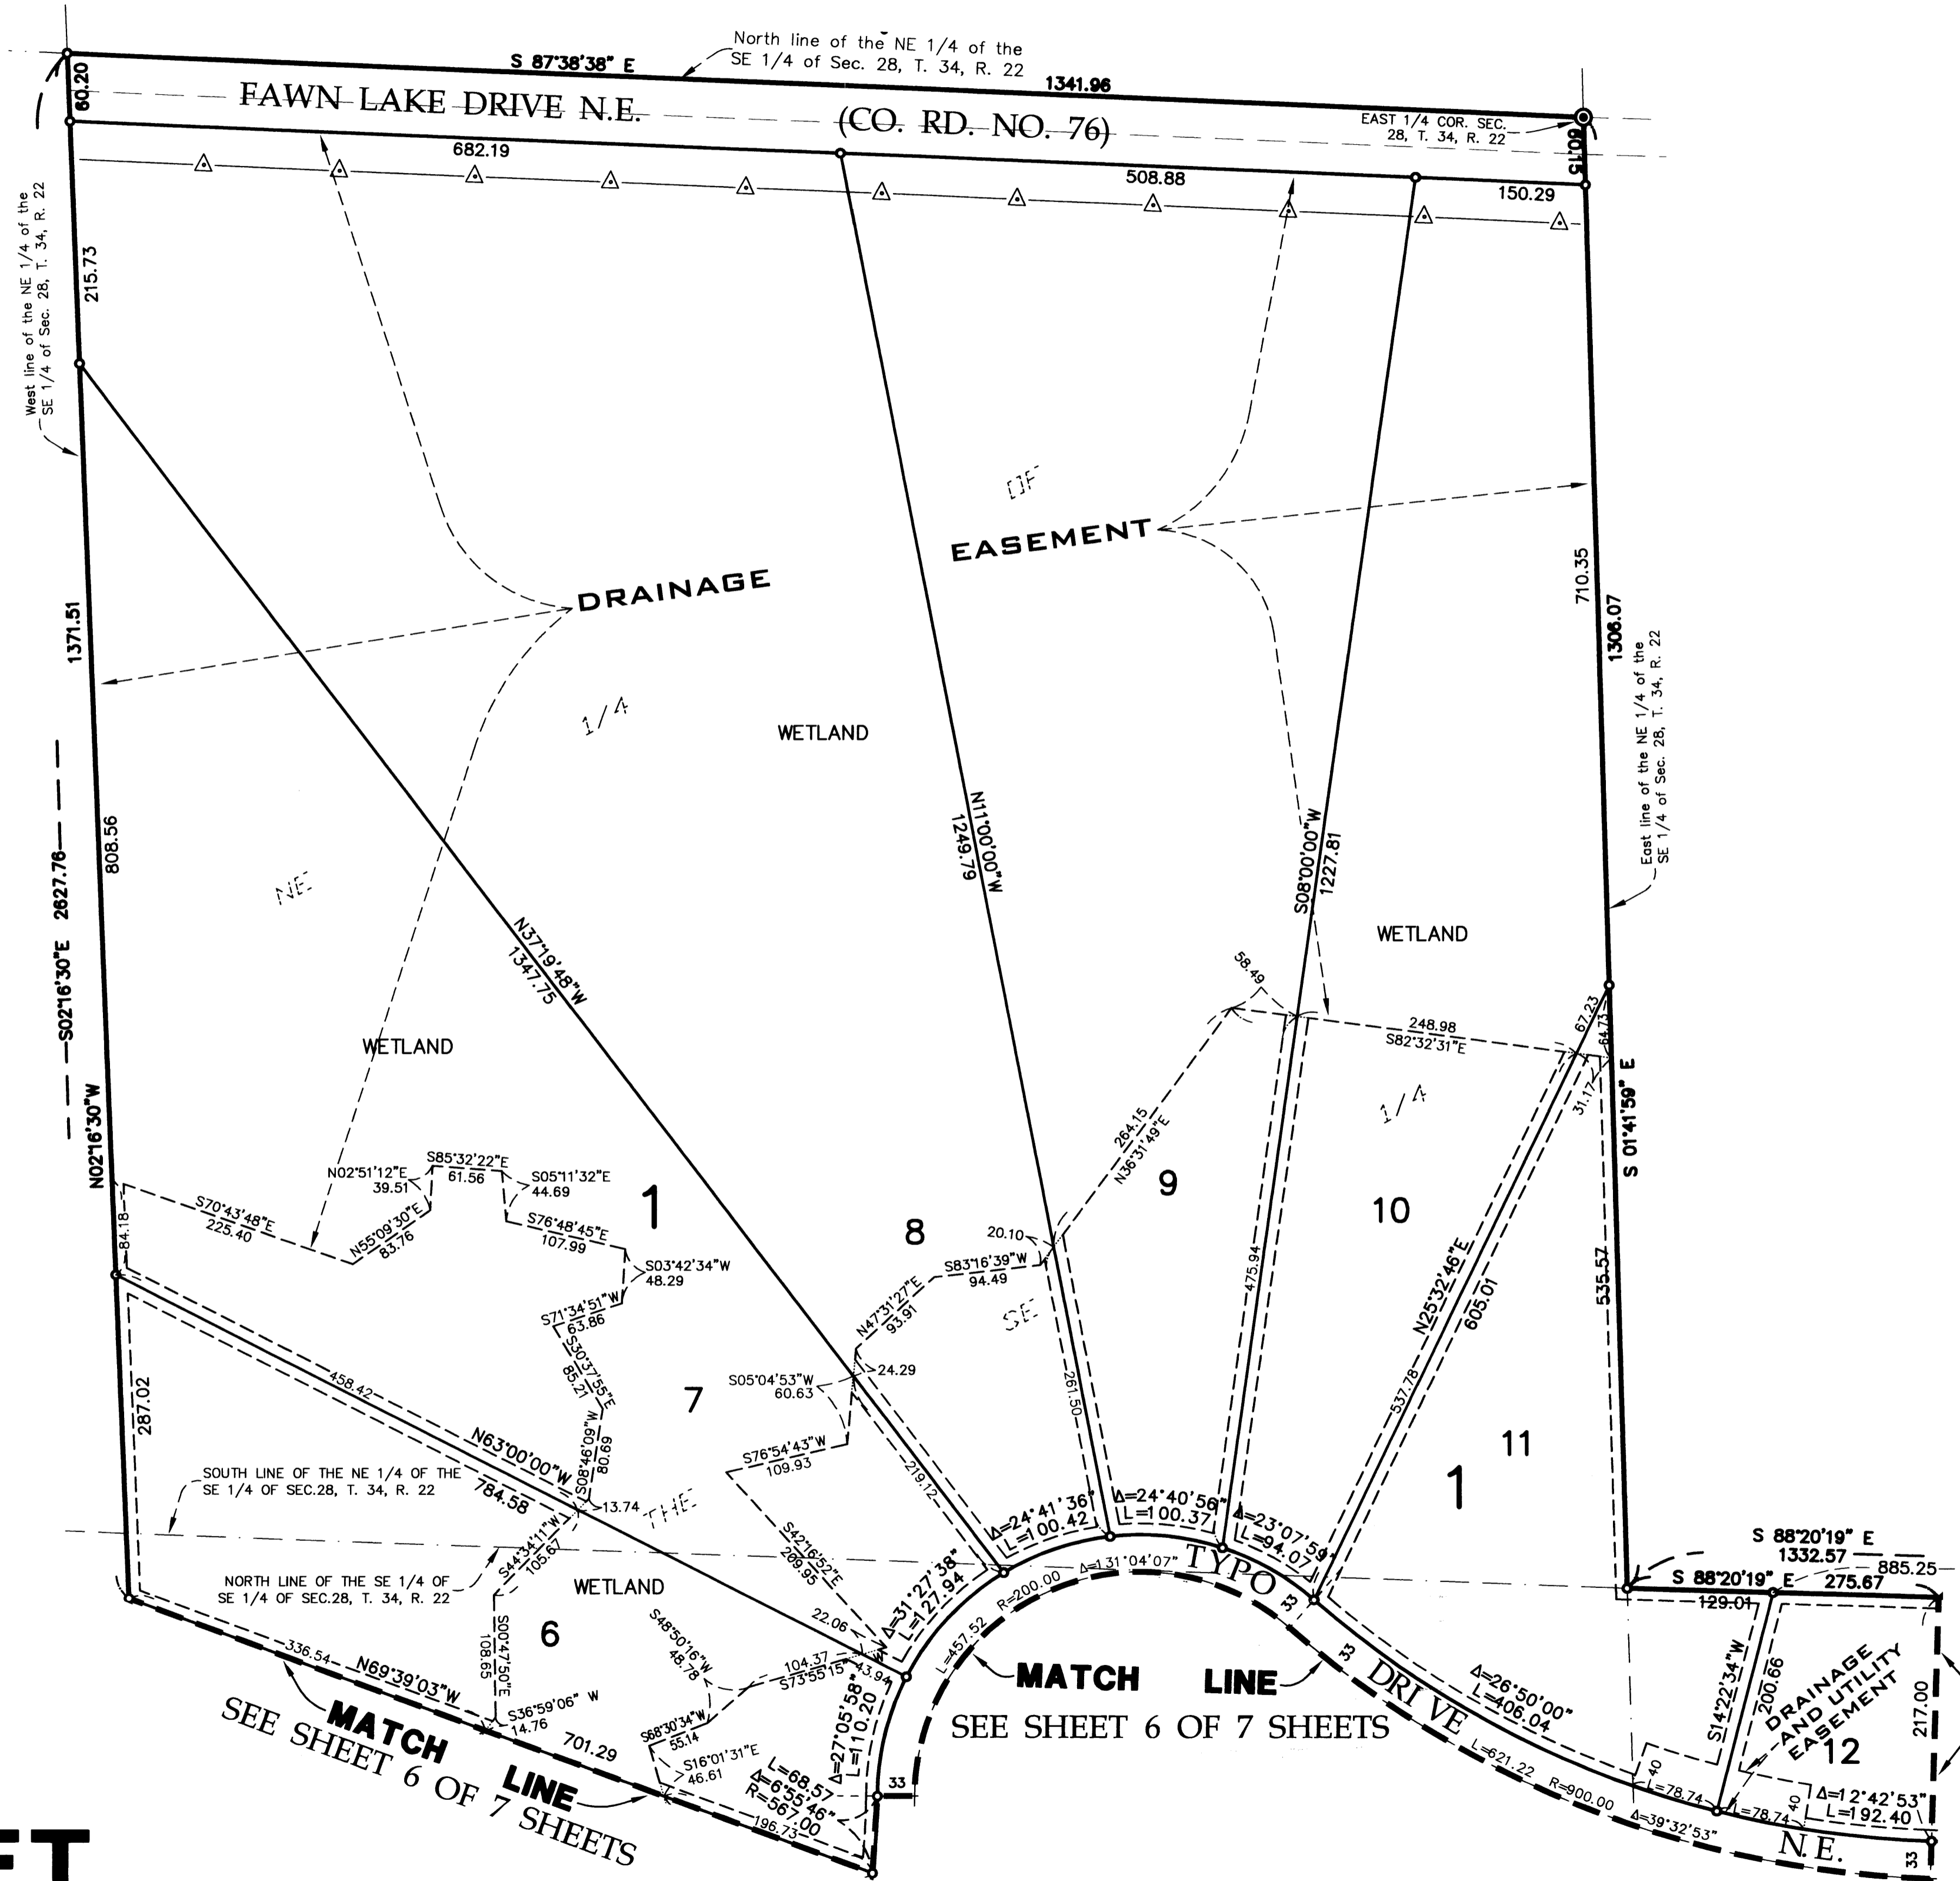 North line of the NE 1/4 of the
SE 1/4 of Sec. 28, T. 34, R. 22
S 87°38'38" E
1341.96
60.20
FAWN LAKE DRIVE N.E.
(CO. RD. NO. 76)
EAST 1/4 COR. SEC.
28, T. 34, R. 22
60.15
682.19
508.88
150.29
West line of the NE 1/4 of the
SE 1/4 of Sec. 28, T. 34, R. 22
215.73
OF
EASEMENT
DRAINAGE
710.35
1306.07
East line of the NE 1/4 of the
SE 1/4 of Sec. 28, T. 34, R. 22
1371.51
1/4
WETLAND
808.56
S02°16'30"E 2627.76
NE
N11°00'00"W
1249.79
S08°00'00"W
1227.81
WETLAND
N37°19'48"W
1347.75
58.49
248.98
S82°32'31"E
67.23
64.73
31.17
WETLAND
N02°16'30"W
S 01°41'59" E
1/4
264.15
N36°31'49"E
S70°43'48"E
225.40
84.18
N55°09'30"E
83.76
N02°51'12"E
39.51
S85°32'22"E
61.56
S05°11'32"E
44.69
S76°48'45"E
107.99
1
S03°42'34"W
48.29
S71°34'51"W
63.86
S30°37'55"E
85.21
S08°46'09"W
80.69
8
9
10
20.10
S83°16'39"W
94.49
N47°31'27"E
93.91
SE
24.29
S05°04'53"W
60.63
7
S76°54'43"W
109.93
261.50
475.94
N25°32'46"E
605.01
537.78
535.57
11
1
287.02
458.42
N63°00'00"W
784.58
13.74
THE
219.12
SOUTH LINE OF THE NE 1/4 OF THE
SE 1/4 OF SEC.28, T. 34, R. 22
NORTH LINE OF THE SE 1/4 OF
SE 1/4 OF SEC.28, T. 34, R. 22
S44°34'11"W
105.67
WETLAND
6
S00°47'50"E
108.65
S36°59'06" W
14.76
S42°16'52"E
209.95
22.06
S48°50'16"W
48.78
104.37
S73°55'15"
43.94
S68°30'34"W
55.14
S16°01'31"E
46.61
Δ=31°27'38"
L=127.94
Δ=24°41'36"
L=100.42
Δ=24°40'56"
L=100.37
Δ=23°07'59"
L=94.07
Δ=131°04'07"
R=200.00
L=457.52
TYPO
33
33
DRIVE
Δ=27°05'58"
L=110.20
33
L=68.57
Δ=6°55'46"
R=567.00
196.73
336.54
N69°39'03"W
701.29
MATCH LINE
SEE SHEET 6 OF 7 SHEETS
MATCH LINE
SEE SHEET 6 OF 7 SHEETS
Δ=26°50'00"
L=406.04
L=621.22
R=900.00
Δ=39°32'53"
S 88°20'19" E
1332.57
885.25
S 88°20'19" E
275.67
129.01
S14°22'34"W
200.66
DRAINAGE
AND UTILITY
EASEMENT
12
217.00
40
L=78.74
L=78.74
40
Δ=12°42'53"
L=192.40
N.E.
33
FT